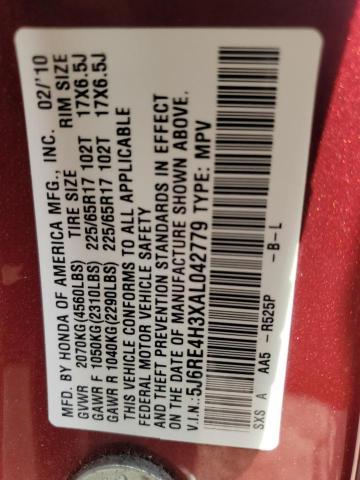 MFD. BY HONDA OF AMERICA MFG., INC. 02/'10
TIRE SIZE RIM SIZE
GVWR 2070KG(4560LBS)
GAWR F 1050KG(2310LBS) 225/65R17 102T 17X6.5J
GAWR R 1040KG(2290LBS) 225/65R17 102T 17X6.5J
THIS VEHICLE CONFORMS TO ALL APPLICABLE
FEDERAL MOTOR VEHICLE SAFETY
AND THEFT PREVENTION STANDARDS IN EFFECT
ON THE DATE OF MANUFACTURE SHOWN ABOVE.
V.I.N.:5J6RE4H3XAL042779 TYPE: MPV
SXS A AA5 - R525P - B - L